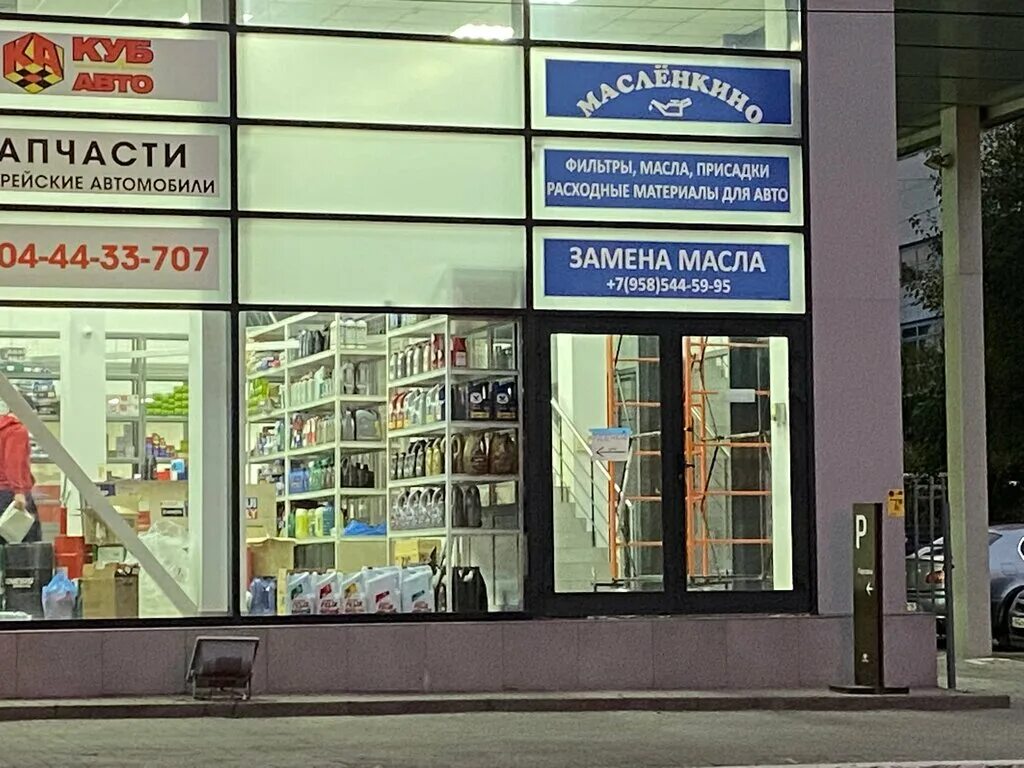 КА
КУБ
АВТО
АПЧАСТИ
РЕЙСКИЕ АВТОМОБИЛИ
04-44-33-707
МАСЛЁНКИНО
ФИЛЬТРЫ, МАСЛА, ПРИСАДКИ
РАСХОДНЫЕ МАТЕРИАЛЫ ДЛЯ АВТО
ЗАМЕНА МАСЛА
+7(958)544-59-95
P